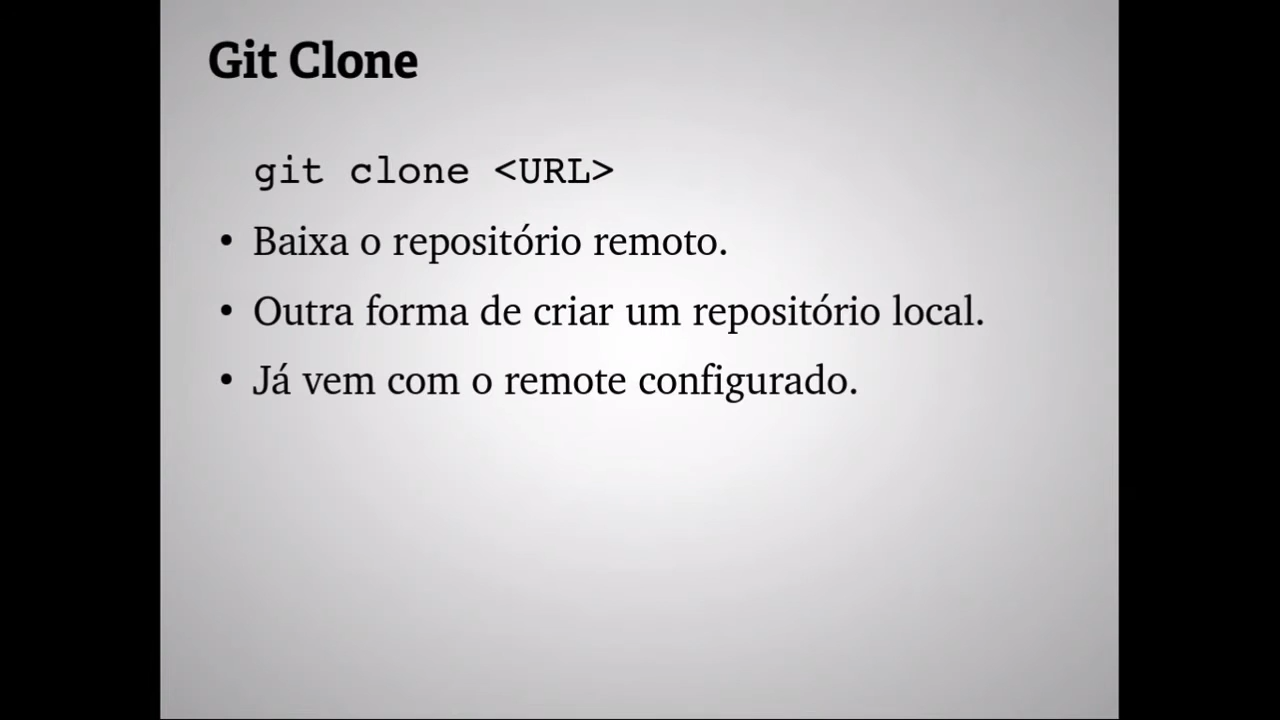 Git Clone
git clone <URL>
• Baixa o repositório remoto.
• Outra forma de criar um repositório local.
• Já vem com o remote configurado.